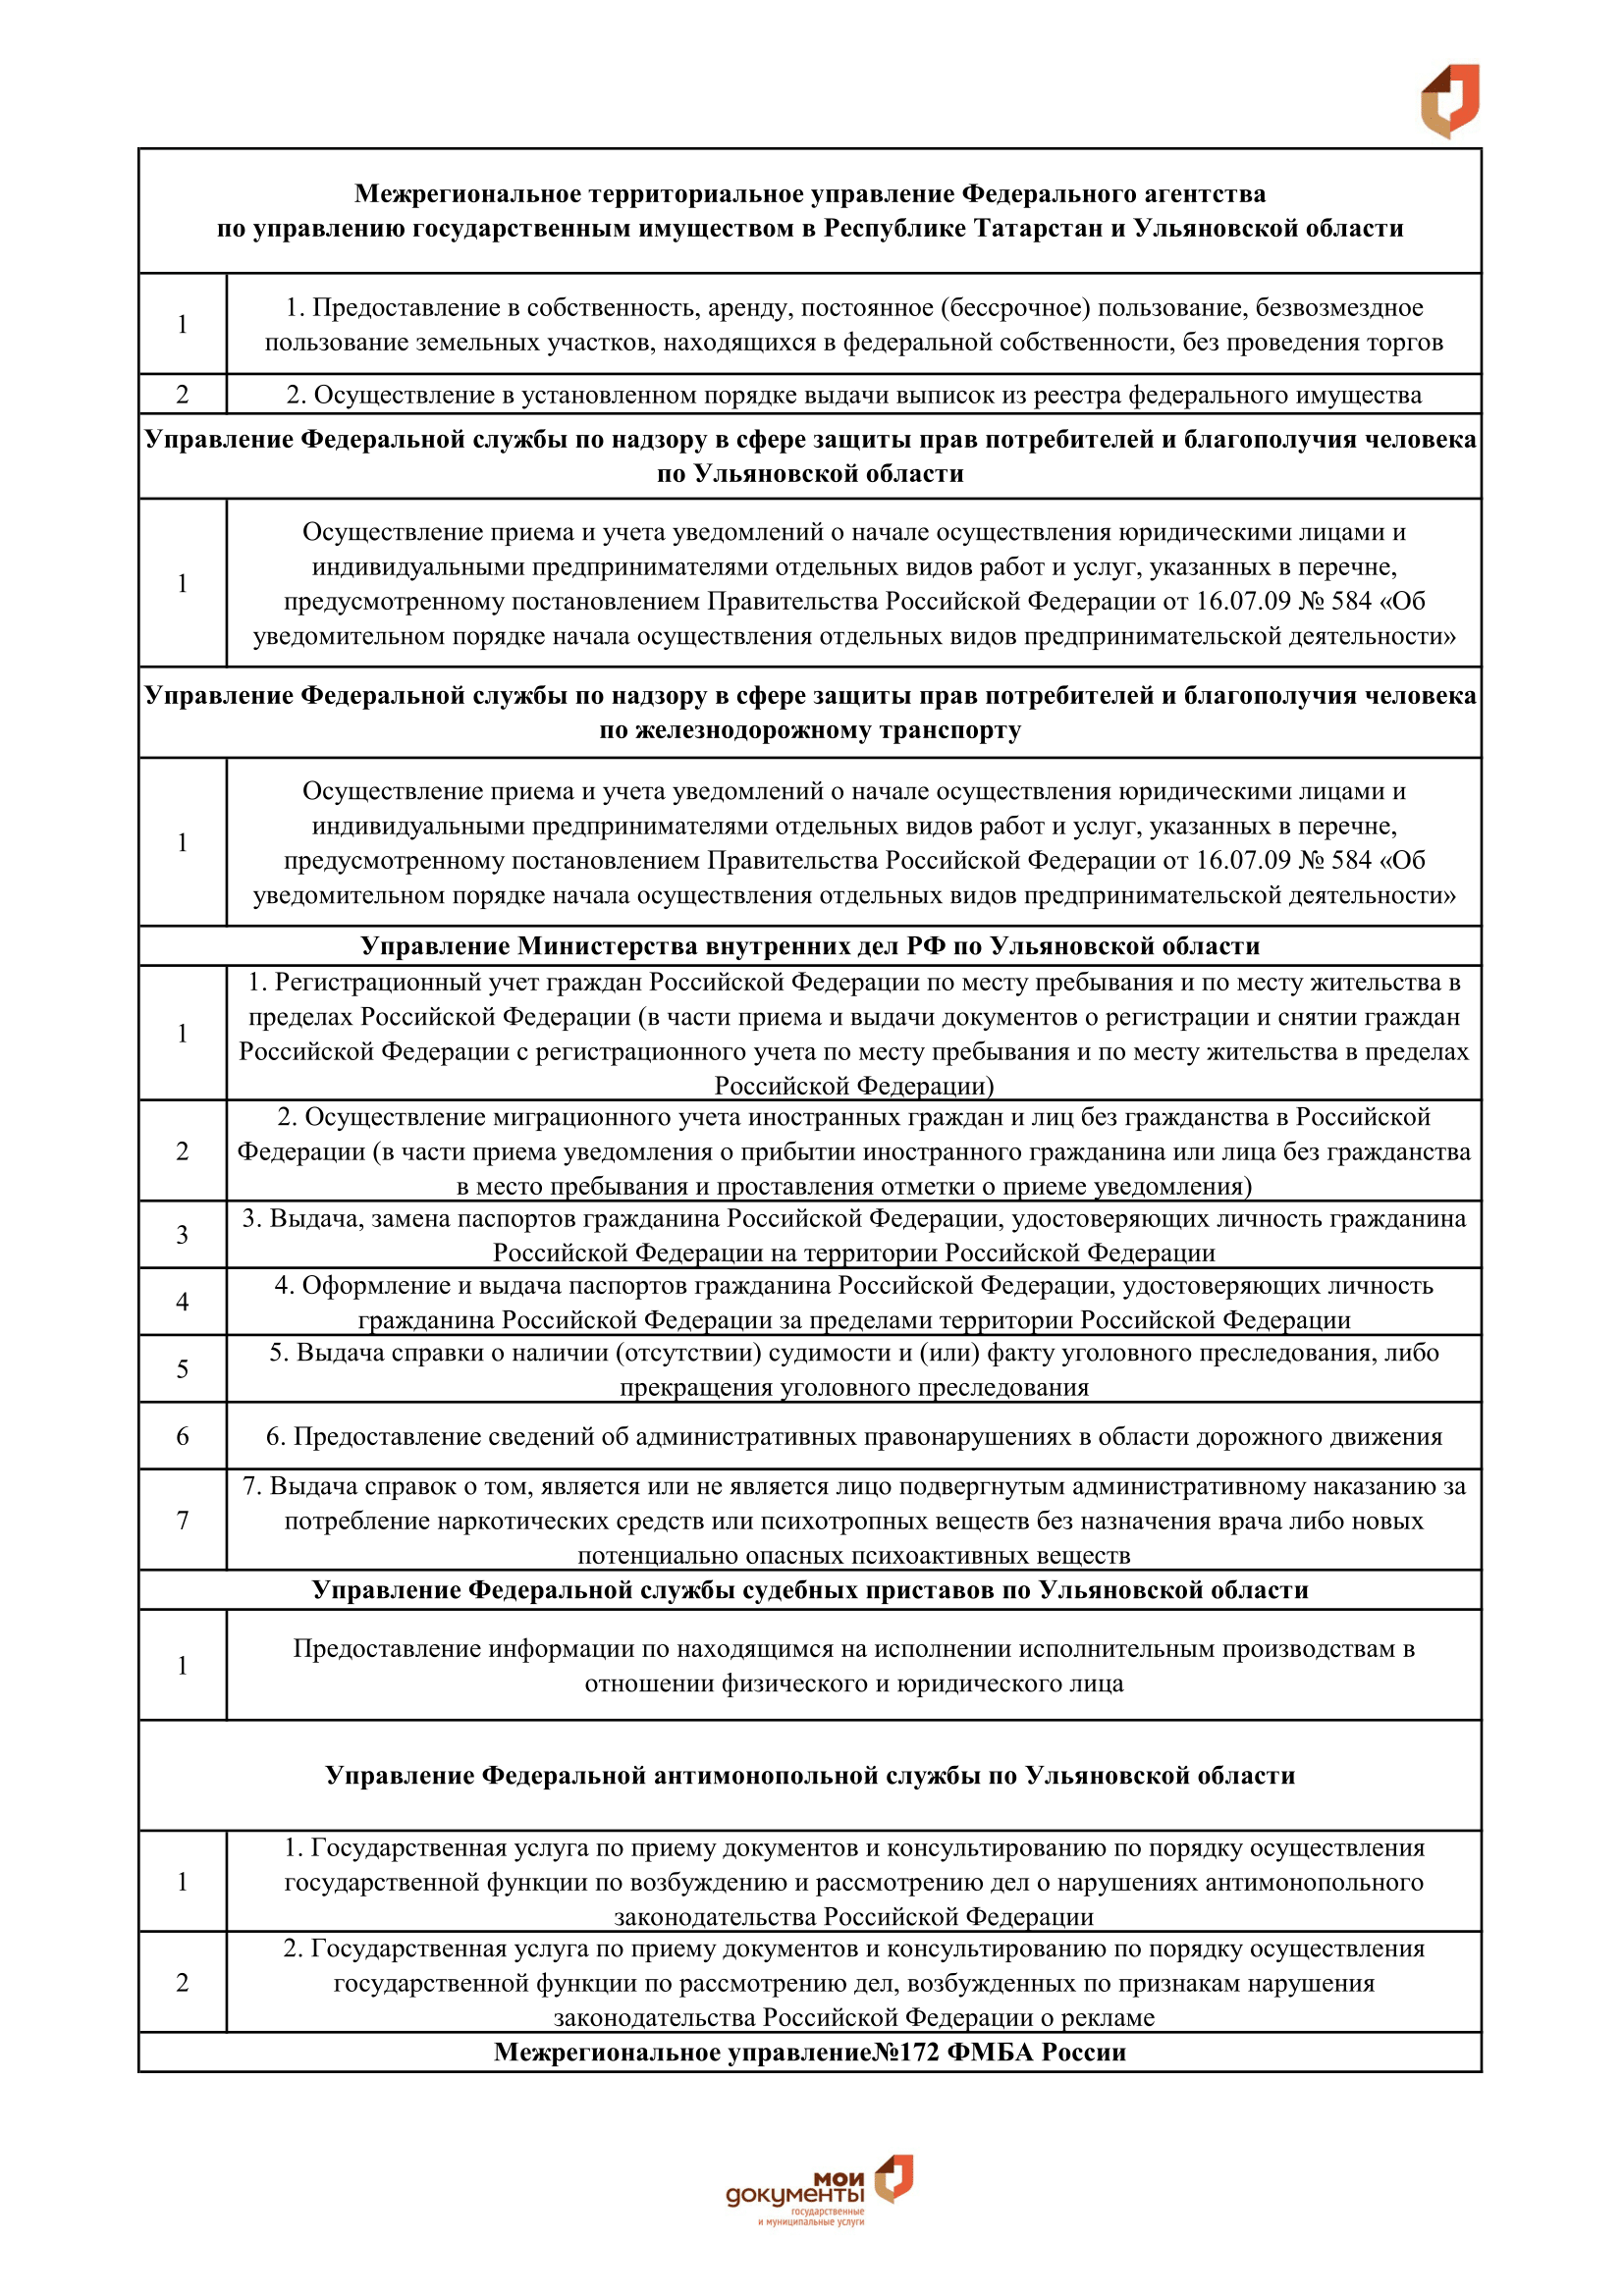 Межрегиональное территориальное управление Федерального агентства
по управлению государственным имуществом в Республике Татарстан и Ульяновской области
1
1. Предоставление в собственность, аренду, постоянное (бессрочное) пользование, безвозмездное
пользование земельных участков, находящихся в федеральной собственности, без проведения торгов
2
2. Осуществление в установленном порядке выдачи выписок из реестра федерального имущества
Управление Федеральной службы по надзору в сфере защиты прав потребителей и благополучия человека
по Ульяновской области
1
Осуществление приема и учета уведомлений о начале осуществления юридическими лицами и
индивидуальными предпринимателями отдельных видов работ и услуг, указанных в перечне,
предусмотренному постановлением Правительства Российской Федерации от 16.07.09 № 584 «Об
уведомительном порядке начала осуществления отдельных видов предпринимательской деятельности»
Управление Федеральной службы по надзору в сфере защиты прав потребителей и благополучия человека
по железнодорожному транспорту
1
Осуществление приема и учета уведомлений о начале осуществления юридическими лицами и
индивидуальными предпринимателями отдельных видов работ и услуг, указанных в перечне,
предусмотренному постановлением Правительства Российской Федерации от 16.07.09 № 584 «Об
уведомительном порядке начала осуществления отдельных видов предпринимательской деятельности»
Управление Министерства внутренних дел РФ по Ульяновской области
1
1. Регистрационный учет граждан Российской Федерации по месту пребывания и по месту жительства в
пределах Российской Федерации (в части приема и выдачи документов о регистрации и снятии граждан
Российской Федерации с регистрационного учета по месту пребывания и по месту жительства в пределах
Российской Федерации)
2
2. Осуществление миграционного учета иностранных граждан и лиц без гражданства в Российской
Федерации (в части приема уведомления о прибытии иностранного гражданина или лица без гражданства
в место пребывания и проставления отметки о приеме уведомления)
3
3. Выдача, замена паспортов гражданина Российской Федерации, удостоверяющих личность гражданина
Российской Федерации на территории Российской Федерации
4
4. Оформление и выдача паспортов гражданина Российской Федерации, удостоверяющих личность
гражданина Российской Федерации за пределами территории Российской Федерации
5
5. Выдача справки о наличии (отсутствии) судимости и (или) факту уголовного преследования, либо
прекращения уголовного преследования
6
6. Предоставление сведений об административных правонарушениях в области дорожного движения
7
7. Выдача справок о том, является или не является лицо подвергнутым административному наказанию за
потребление наркотических средств или психотропных веществ без назначения врача либо новых
потенциально опасных психоактивных веществ
Управление Федеральной службы судебных приставов по Ульяновской области
1
Предоставление информации по находящимся на исполнении исполнительным производствам в
отношении физического и юридического лица
Управление Федеральной антимонопольной службы по Ульяновской области
1
1. Государственная услуга по приему документов и консультированию по порядку осуществления
государственной функции по возбуждению и рассмотрению дел о нарушениях антимонопольного
законодательства Российской Федерации
2
2. Государственная услуга по приему документов и консультированию по порядку осуществления
государственной функции по рассмотрению дел, возбужденных по признакам нарушения
законодательства Российской Федерации о рекламе
Межрегиональное управление№172 ФМБА России
мои
документы
государственные
и муниципальные услуги